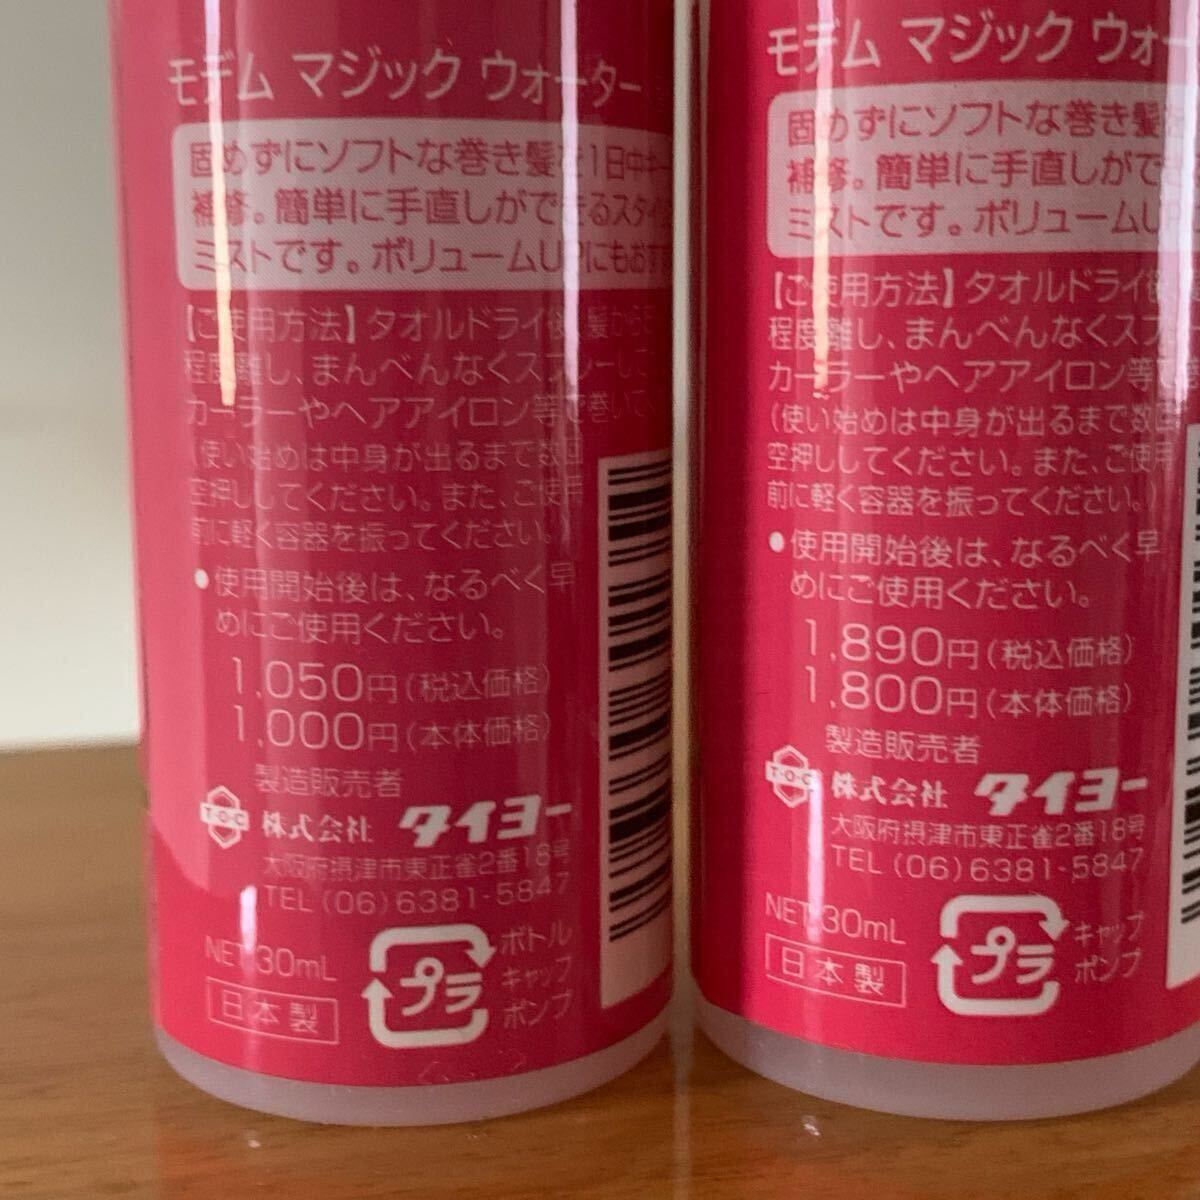 モデム マジック ウォーター
固めずにソフトな巻き髪を1日中キー
補修。簡単に手直しができるスタイ
ミストです。ボリュームUPにもおす
【ご使用方法】タオルドライ後、髪から
程度離し、まんべんなくスプレーして
カーラーやヘアアイロン等で巻いて、
(使い始めは中身が出るまで数回
空押ししてください。また、ご使用
前に軽く容器を振ってください。)
●使用開始後は、なるべく早
めにご使用ください。
1,050円(税込価格)
1,000円(本体価格)
製造販売者
T·O·C 株式会社 タイヨー
大阪府摂津市東正雀2番18号
TEL (06) 6381-5847
NET 30mL
日本製
プラ
ボトル
キャップ
ポンプ
モデム マジック ウォー
固めずにソフトな巻き髪を
補修。簡単に手直しができ
ミストです。ボリュームUP
【ご使用方法】タオルドライ後
程度離し、まんべんなくスプ
カーラーやヘアアイロン等で
(使い始めは中身が出るまで数回
空押ししてください。また、ご使用
前に軽く容器を振ってください。)
●使用開始後は、なるべく早
めにご使用ください。
1,890円(税込価格)
1,800円(本体価格)
製造販売者
T·O·C 株式会社 タイヨー
大阪府摂津市東正雀2番18号
TEL (06) 6381-5847
NET 30mL
日本製
プラ
キャップ
ポンプ